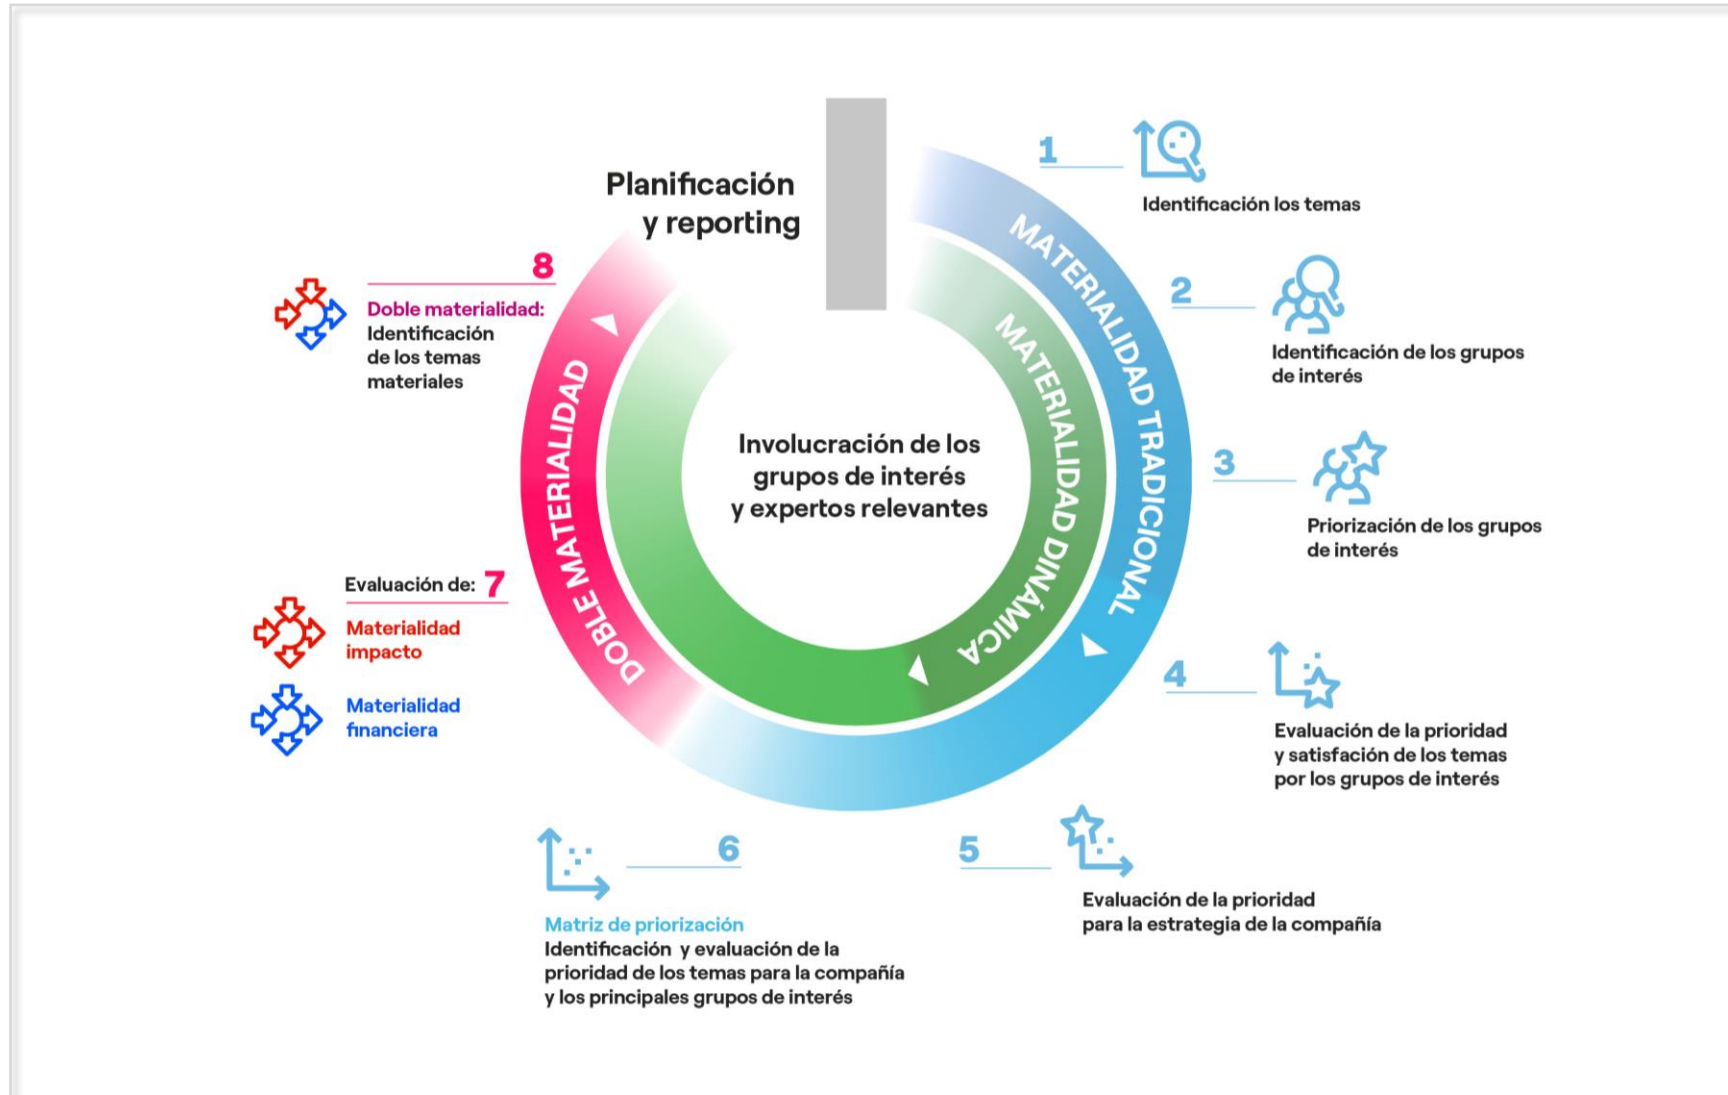 Planificación
y reporting
1
Identificación los temas
2
Identificación de los grupos
de interés
3
Priorización de los grupos
de interés
4
Evaluación de la prioridad
y satisfacción de los temas
por los grupos de interés
5
Evaluación de la prioridad
para la estrategia de la compañía
6
Matriz de priorización
Identificación y evaluación de la
prioridad de los temas para la compañía
y los principales grupos de interés
Evaluación de: 7
Materialidad
impacto
Materialidad
financiera
8
Doble materialidad:
Identificación
de los temas
materiales
MATERIALIDAD TRADICIONAL
MATERIALIDAD DINÁMICA
DOBLE MATERIALIDAD
Involucración de los
grupos de interés
y expertos relevantes